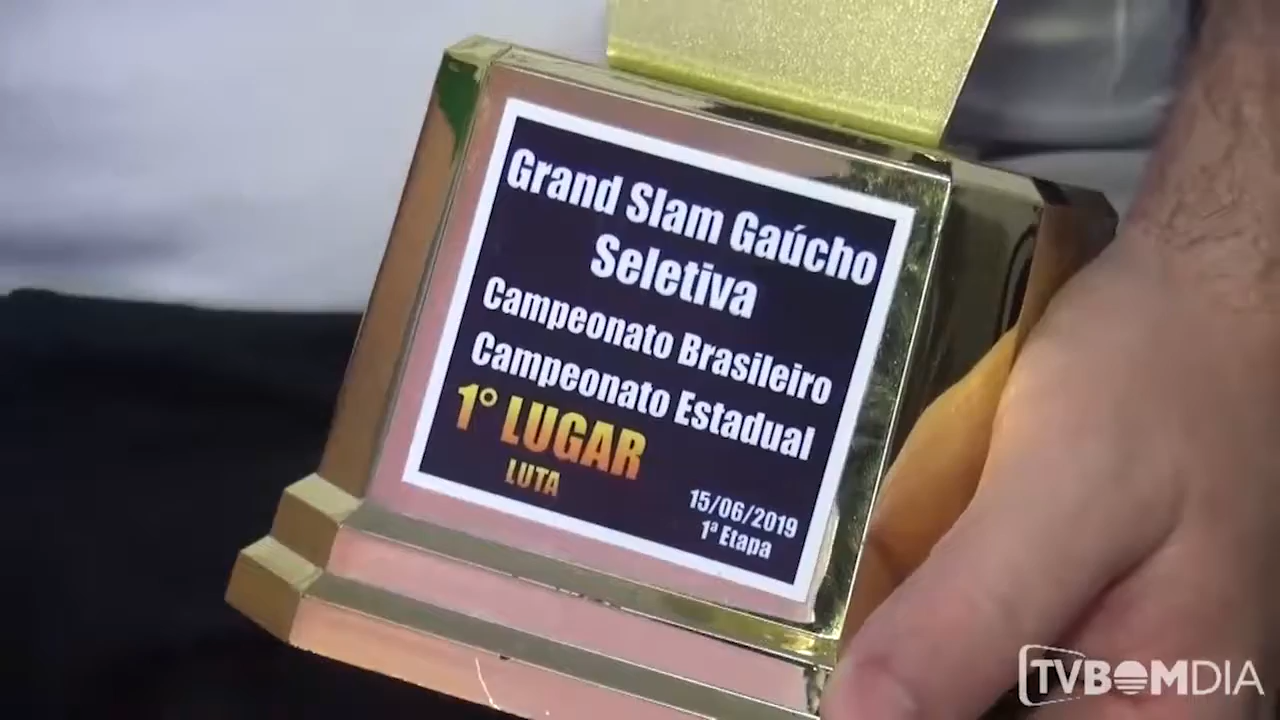 Grand Slam Gaúcho
Seletiva
Campeonato Brasileiro
Campeonato Estadual
1° LUGAR
LUTA
15/06/2019
1ª Etapa
TVBOMDIA